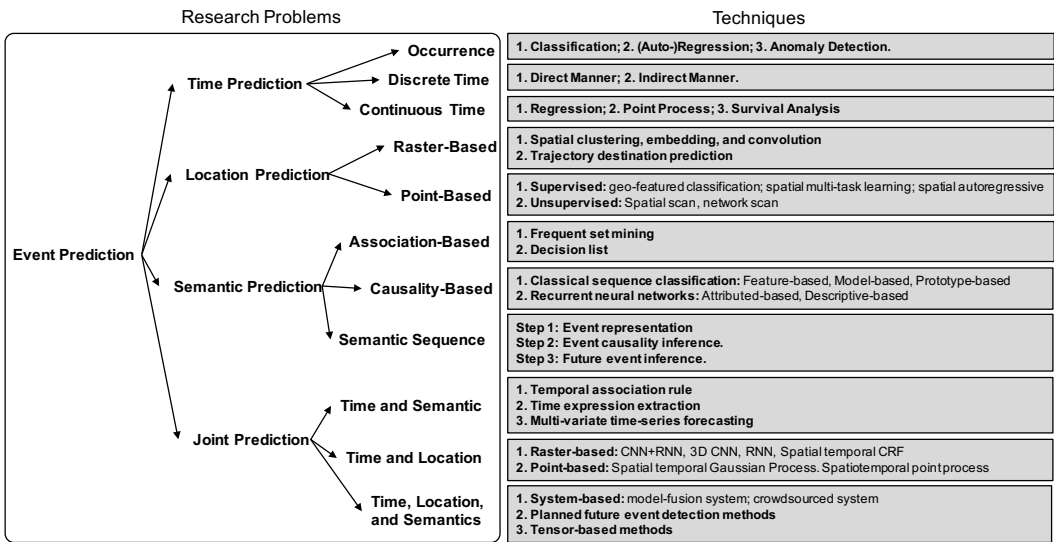 Research Problems
Techniques
Event Prediction
Time Prediction
Occurrence
1. Classification; 2. (Auto-)Regression; 3. Anomaly Detection.
Discrete Time
1. Direct Manner; 2. Indirect Manner.
Continuous Time
1. Regression; 2. Point Process; 3. Survival Analysis
Location Prediction
Raster-Based
1. Spatial clustering, embedding, and convolution
2. Trajectory destination prediction
Point-Based
1. Supervised: geo-featured classification; spatial multi-task learning; spatial autoregressive
2. Unsupervised: Spatial scan, network scan
Semantic Prediction
Association-Based
1. Frequent set mining
2. Decision list
Causality-Based
1. Classical sequence classification: Feature-based, Model-based, Prototype-based
2. Recurrent neural networks: Attributed-based, Descriptive-based
Semantic Sequence
Step 1: Event representation
Step 2: Event causality inference.
Step 3: Future event inference.
Joint Prediction
Time and Semantic
1. Temporal association rule
2. Time expression extraction
3. Multi-variate time-series forecasting
Time and Location
1. Raster-based: CNN+RNN, 3D CNN, RNN, Spatial temporal CRF
2. Point-based: Spatial temporal Gaussian Process. Spatiotemporal point process
Time, Location,
and Semantics
1. System-based: model-fusion system; crowdsourced system
2. Planned future event detection methods
3. Tensor-based methods